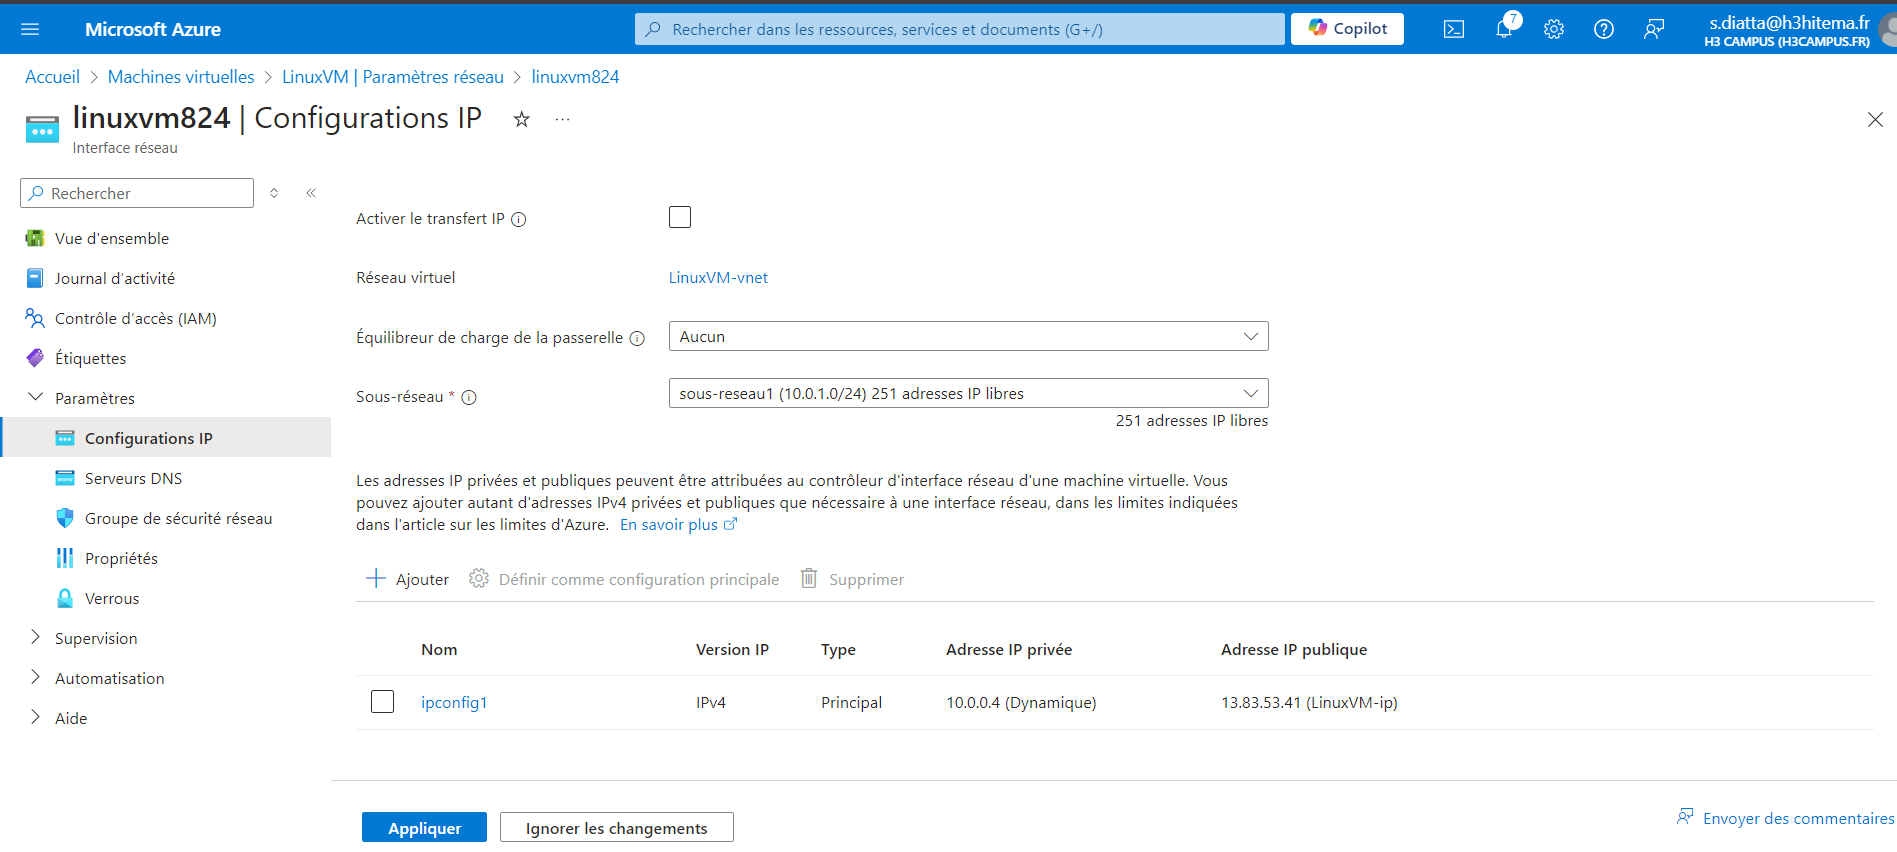 Microsoft Azure
Rechercher dans les ressources, services et documents (G+/)
Copilot
7
s.diatta@h3hitema.fr
H3 CAMPUS (H3CAMPUS.FR)
Accueil > Machines virtuelles > LinuxVM | Paramètres réseau > linuxvm824
linuxvm824 | Configurations IP
Interface réseau
Rechercher
Vue d'ensemble
Journal d'activité
Contrôle d'accès (IAM)
Étiquettes
Paramètres
Configurations IP
Serveurs DNS
Groupe de sécurité réseau
Propriétés
Verrous
Supervision
Automatisation
Aide
Activer le transfert IP
Réseau virtuel
LinuxVM-vnet
Équilibreur de charge de la passerelle
Aucun
Sous-réseau *
sous-reseau1 (10.0.1.0/24) 251 adresses IP libres
251 adresses IP libres
Les adresses IP privées et publiques peuvent être attribuées au contrôleur d'interface réseau d'une machine virtuelle. Vous
pouvez ajouter autant d'adresses IPv4 privées et publiques que nécessaire à une interface réseau, dans les limites indiquées
dans l'article sur les limites d'Azure. En savoir plus
Ajouter Définir comme configuration principale Supprimer
Nom Version IP Type Adresse IP privée Adresse IP publique
ipconfig1 IPv4 Principal 10.0.0.4 (Dynamique) 13.83.53.41 (LinuxVM-ip)
Appliquer
Ignorer les changements
Envoyer des commentaires